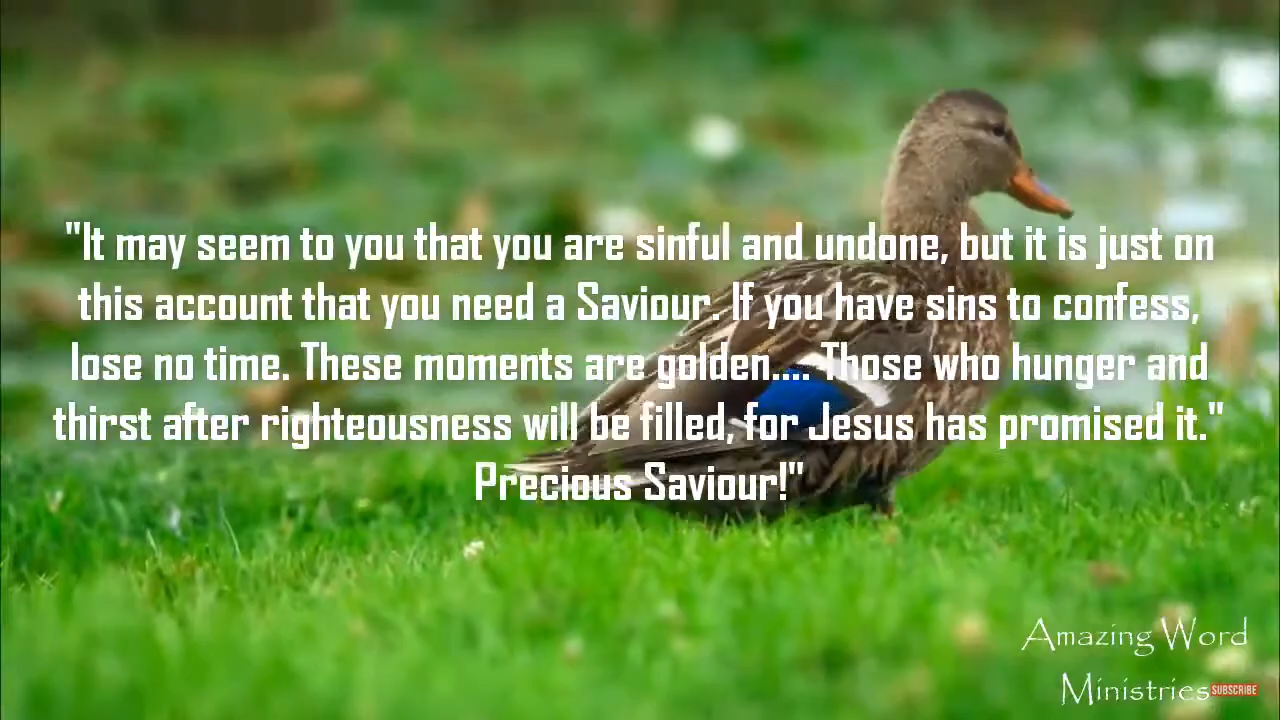 "It may seem to you that you are sinful and undone, but it is just on
this account that you need a Saviour. If you have sins to confess,
lose no time. These moments are golden.... Those who hunger and
thirst after righteousness will be filled, for Jesus has promised it."
Precious Saviour!"
Amazing Word
Ministries
SUBSCRIBE